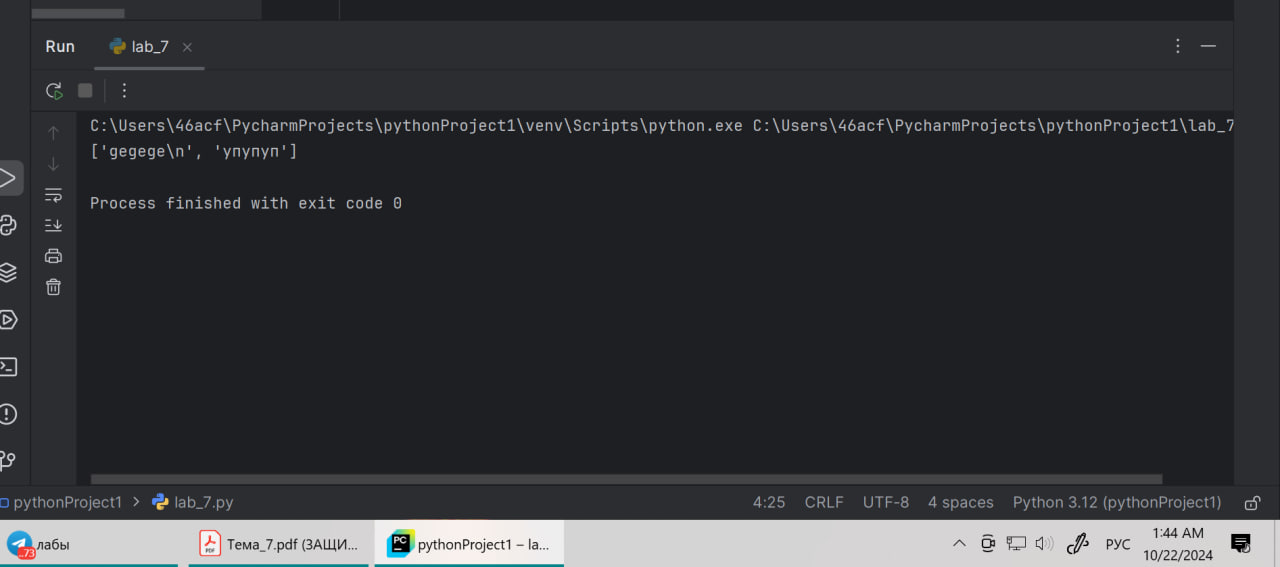 Run lab_7
C:\Users\46acf\PycharmProjects\pythonProject1\venv\Scripts\python.exe C:\Users\46acf\PycharmProjects\pythonProject1\lab_7
['gegege\n', 'упупуп']
Process finished with exit code 0
pythonProject1 > lab_7.py 4:25 CRLF UTF-8 4 spaces Python 3.12 (pythonProject1)
..73 лабы PDF Тема_7.pdf (ЗАЩИ... PC pythonProject1 – la... РУС 1:44 AM
10/22/2024